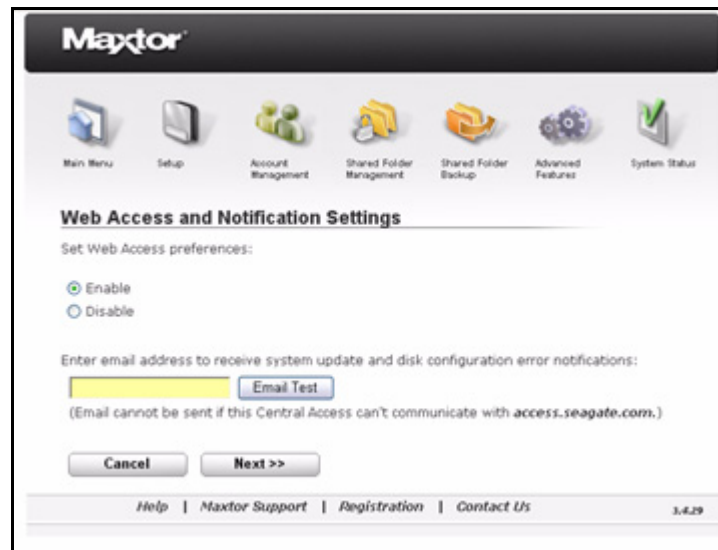 Maxtor
Main Menu
Setup
Account Management
Shared Folder Management
Shared Folder Backup
Advanced Features
System Status
Web Access and Notification Settings
Set Web Access preferences:
Enable
Disable
Enter email address to receive system update and disk configuration error notifications:
Email Test
(Email cannot be sent if this Central Access can't communicate with access.seagate.com.)
Cancel
Next >>
Help | Maxtor Support | Registration | Contact Us
3.4.29